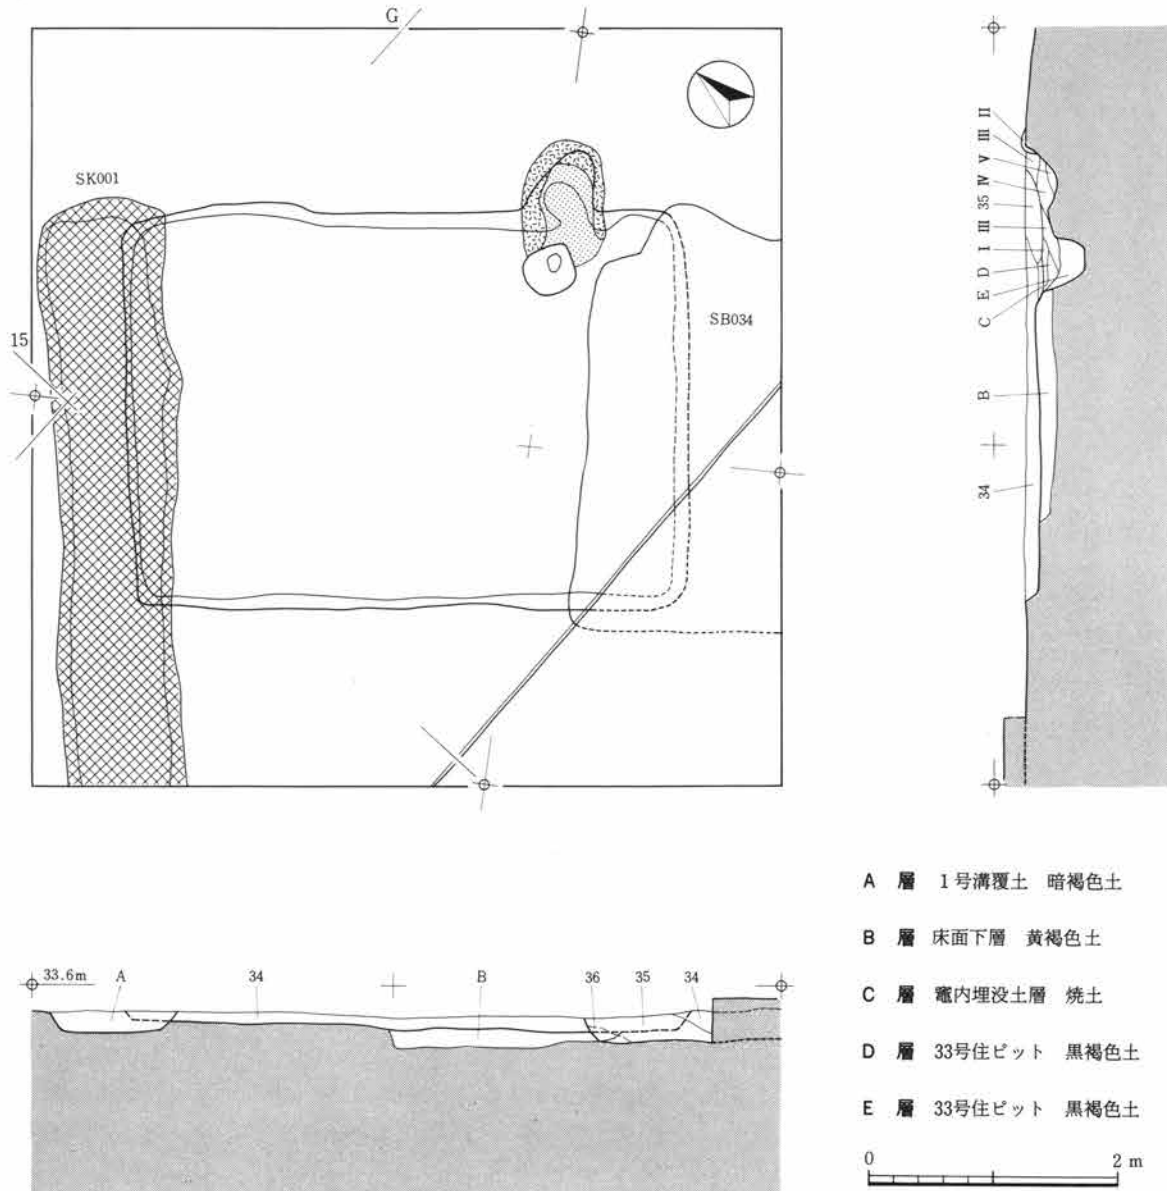 G
SK001
15
SB034
II
III
V
IV
35
III
I
D
E
C
B
34
33.6m A 34 B 36 35 34
A 層 1号溝覆土 暗褐色土
B 層 床面下層 黄褐色土
C 層 竈内埋没土層 焼土
D 層 33号住ピット 黒褐色土
E 層 33号住ピット 黒褐色土
0 2 m